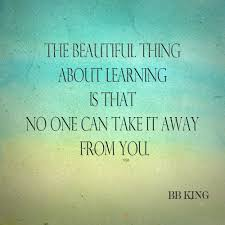 THE BEAUTIFUL THING
ABOUT LEARNING
IS THAT
NO ONE CAN TAKE IT AWAY
FROM YOU.
BB KING